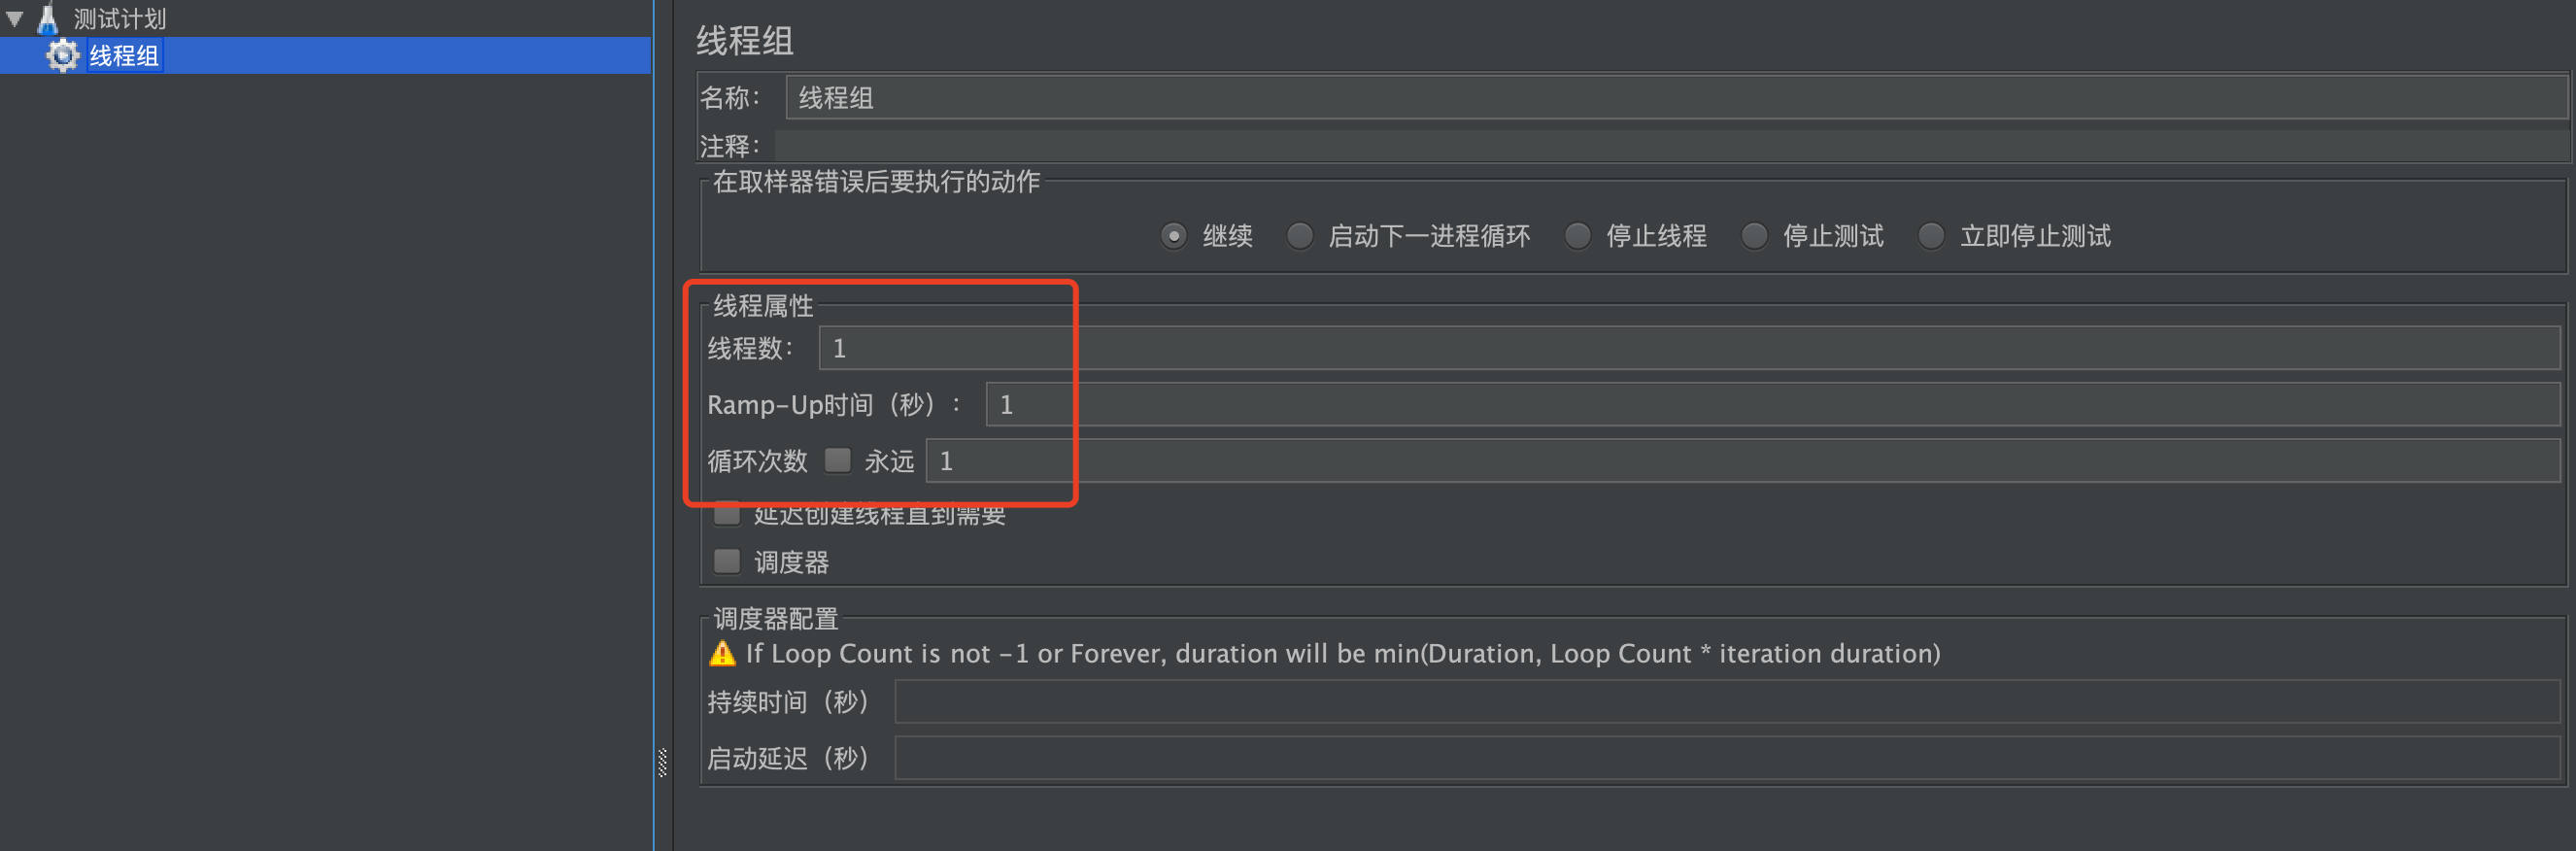 测试计划
线程组
线程组
名称： 线程组
注释：
在取样器错误后要执行的动作
继续 启动下一进程循环 停止线程 停止测试 立即停止测试
线程属性
线程数： 1
Ramp-Up时间（秒）： 1
循环次数 永远 1
延迟创建线程直到需要
调度器
调度器配置
If Loop Count is not -1 or Forever, duration will be min(Duration, Loop Count * iteration duration)
持续时间（秒）
启动延迟（秒）